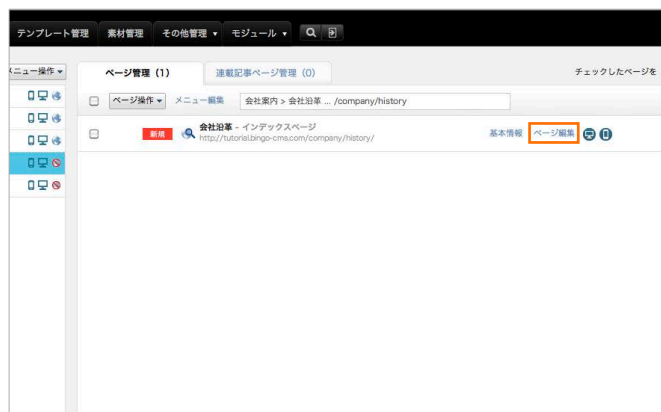 テンプレート管理 素材管理 その他管理 ▼ モジュール ▼
メニュー操作 ▼
ページ管理 (1) 連載記事ページ管理 (0) チェックしたページを
ページ操作 ▼ メニュー編集 会社案内 > 会社沿革 ... /company/history
新規 会社沿革 - インデックスページ 基本情報 ページ編集
http://tutorial.bingo-cms.com/company/history/